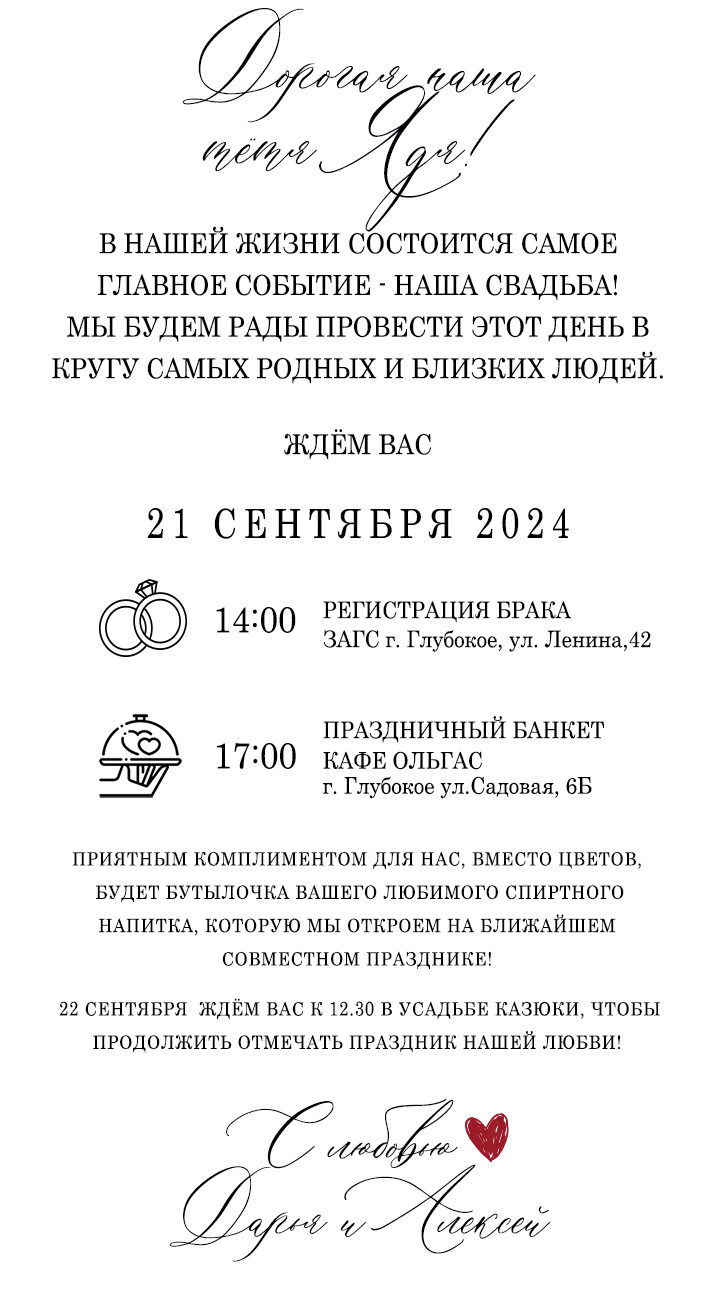 Дорогая наша
тётя Ядя!
В НАШЕЙ ЖИЗНИ СОСТОИТСЯ САМОЕ
ГЛАВНОЕ СОБЫТИЕ - НАША СВАДЬБА!
МЫ БУДЕМ РАДЫ ПРОВЕСТИ ЭТОТ ДЕНЬ В
КРУГУ САМЫХ РОДНЫХ И БЛИЗКИХ ЛЮДЕЙ.
ЖДЁМ ВАС
21 СЕНТЯБРЯ 2024
14:00
РЕГИСТРАЦИЯ БРАКА
ЗАГС г. Глубокое, ул. Ленина,42
17:00
ПРАЗДНИЧНЫЙ БАНКЕТ
КАФЕ ОЛЬГАС
г. Глубокое ул.Садовая, 6Б
ПРИЯТНЫМ КОМПЛИМЕНТОМ ДЛЯ НАС, ВМЕСТО ЦВЕТОВ,
БУДЕТ БУТЫЛОЧКА ВАШЕГО ЛЮБИМОГО СПИРТНОГО
НАПИТКА, КОТОРУЮ МЫ ОТКРОЕМ НА БЛИЖАЙШЕМ
СОВМЕСТНОМ ПРАЗДНИКЕ!
22 СЕНТЯБРЯ ЖДЁМ ВАС К 12.30 В УСАДЬБЕ КАЗЮКИ, ЧТОБЫ
ПРОДОЛЖИТЬ ОТМЕЧАТЬ ПРАЗДНИК НАШЕЙ ЛЮБВИ!
С любовью
Дарья и Алексей